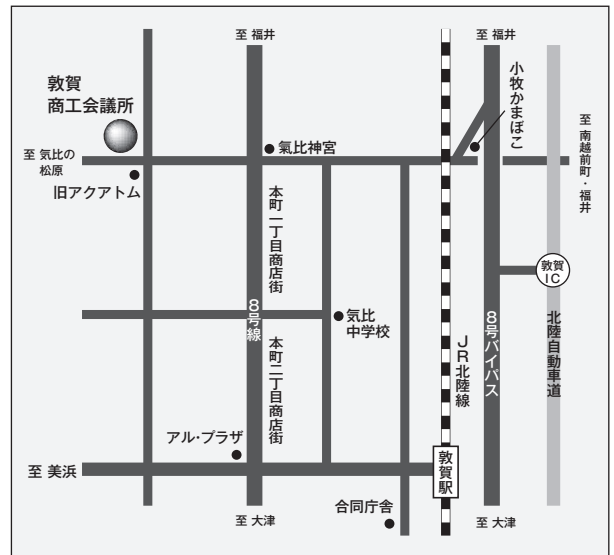 至 福井
至 福井
敦賀
商工会議所
小牧かまぼこ
氣比神宮
至 気比の
松原
旧アクアトム
至 南越前町・福井
本町一丁目商店街
敦賀
IC
8号線
気比
中学校
JR北陸線
8号バイパス
北陸自動車道
本町二丁目商店街
アル・プラザ
至 美浜
敦賀駅
合同庁舎
至 大津
至 大津